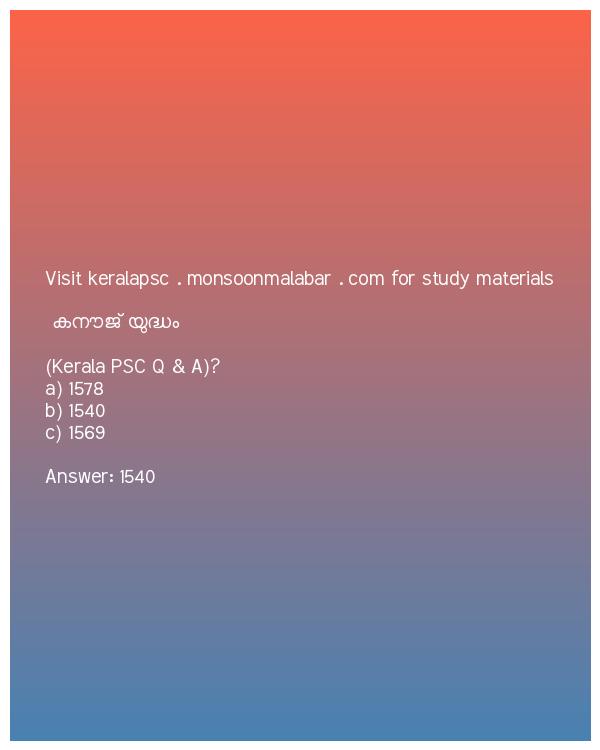 Visit keralapsc . monsoonmalabar . com for study materials
കനൗജ് യുദ്ധം
(Kerala PSC Q & A)?
a) 1578
b) 1540
c) 1569
Answer: 1540